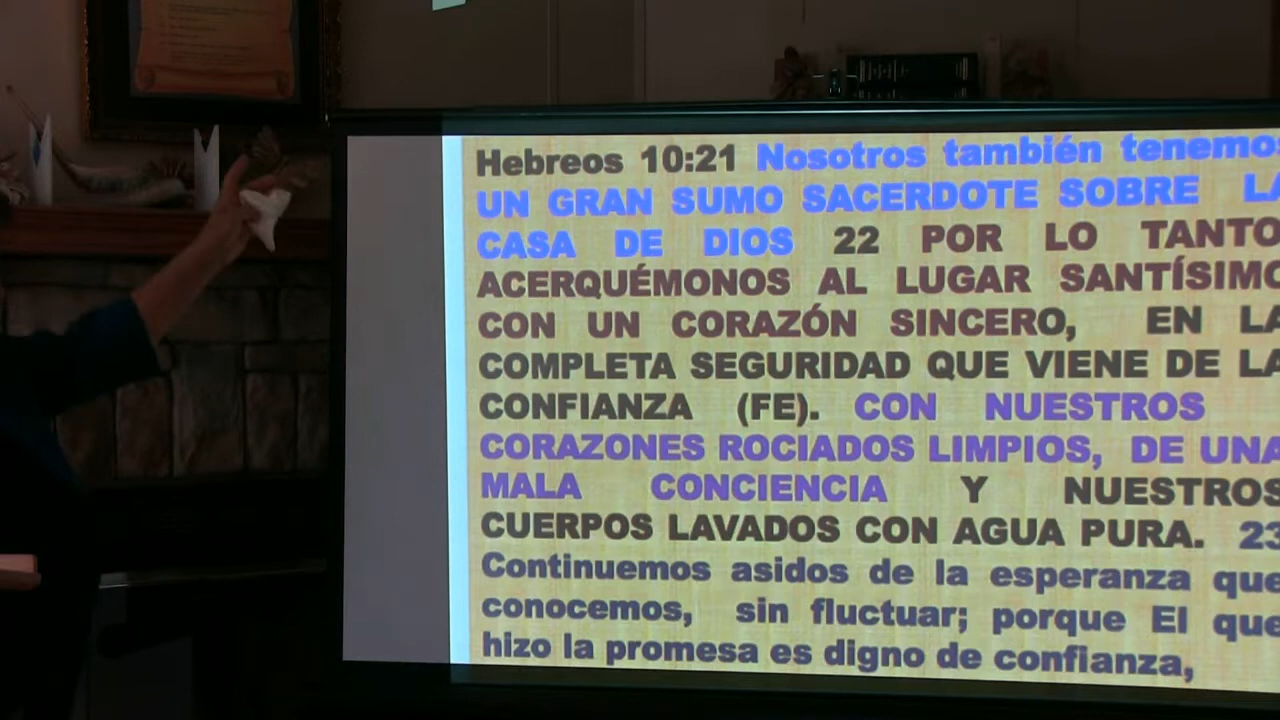 Hebreos 10:21 Nosotros también tenemos
UN GRAN SUMO SACERDOTE SOBRE LA
CASA DE DIOS 22 POR LO TANTO
ACERQUÉMONOS AL LUGAR SANTÍSIMO
CON UN CORAZÓN SINCERO, EN LA
COMPLETA SEGURIDAD QUE VIENE DE LA
CONFIANZA (FE). CON NUESTROS
CORAZONES ROCIADOS LIMPIOS, DE UNA
MALA CONCIENCIA Y NUESTROS
CUERPOS LAVADOS CON AGUA PURA. 23
Continuemos asidos de la esperanza que
conocemos, sin fluctuar; porque El que
hizo la promesa es digno de confianza,